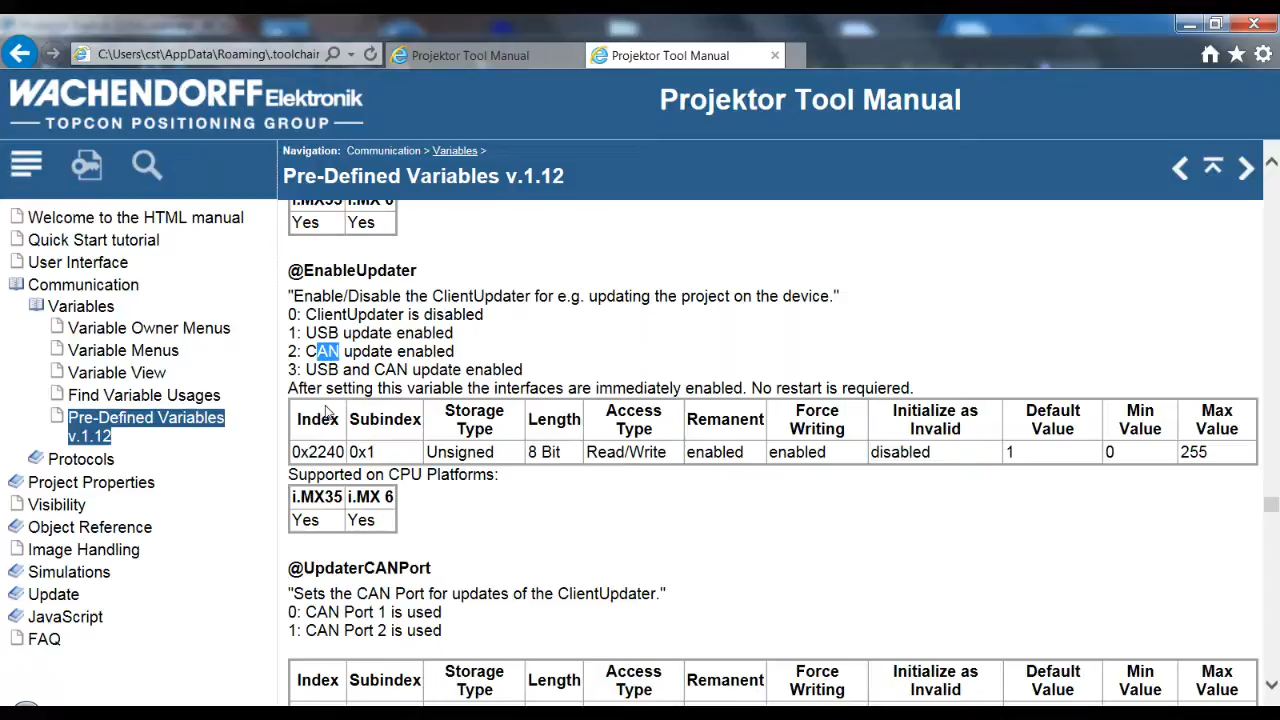 C:\Users\cst\AppData\Roaming\.toolchair
Projektor Tool Manual
Projektor Tool Manual
WACHENDORFF Elektronik
TOPCON POSITIONING GROUP
Projektor Tool Manual
Navigation: Communication > Variables >
Pre-Defined Variables v.1.12
Welcome to the HTML manual
Quick Start tutorial
User Interface
Communication
Variables
Variable Owner Menus
Variable Menus
Variable View
Find Variable Usages
Pre-Defined Variables
v.1.12
Protocols
Project Properties
Visibility
Object Reference
Image Handling
Simulations
Update
JavaScript
FAQ
i.MX35 i.MX 6
Yes Yes
@EnableUpdater
"Enable/Disable the ClientUpdater for e.g. updating the project on the device."
0: ClientUpdater is disabled
1: USB update enabled
2: CAN update enabled
3: USB and CAN update enabled
After setting this variable the interfaces are immediately enabled. No restart is requiered.
Index Subindex Storage Type Length Access Type Remanent Force Writing Initialize as Invalid Default Value Min Value Max Value
0x2240 0x1 Unsigned 8 Bit Read/Write enabled enabled disabled 1 0 255
Supported on CPU Platforms:
i.MX35 i.MX 6
Yes Yes
@UpdaterCANPort
"Sets the CAN Port for updates of the ClientUpdater."
0: CAN Port 1 is used
1: CAN Port 2 is used
Index Subindex Storage Type Length Access Type Remanent Force Writing Initialize as Invalid Default Value Min Value Max Value